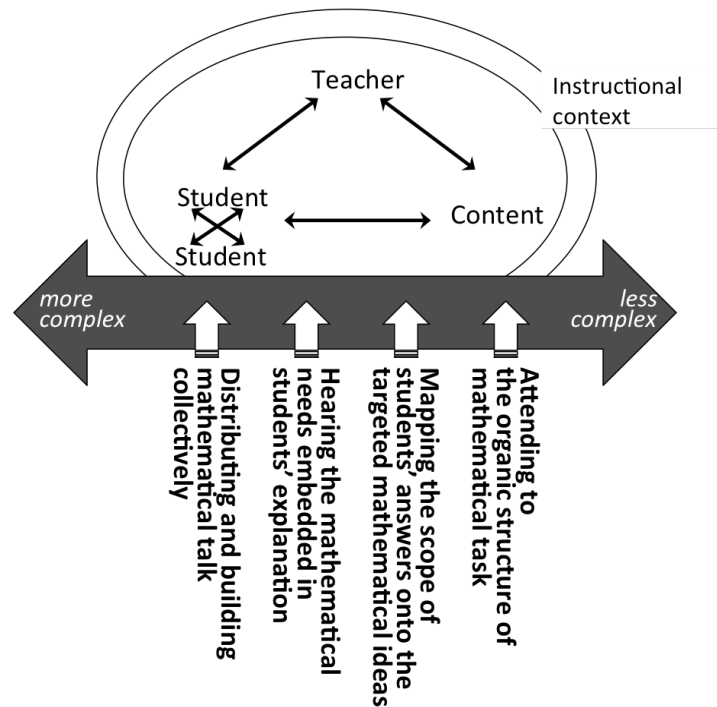 Teacher
Instructional
context
Student
Content
Student
more
complex
less
complex
Distributing and building
mathematical talk
collectively
Hearing the mathematical
needs embedded in
students’ explanation
Mapping the scope of
students’ answers onto the
targeted mathematical ideas
Attending to
the organic structure of
mathematical task